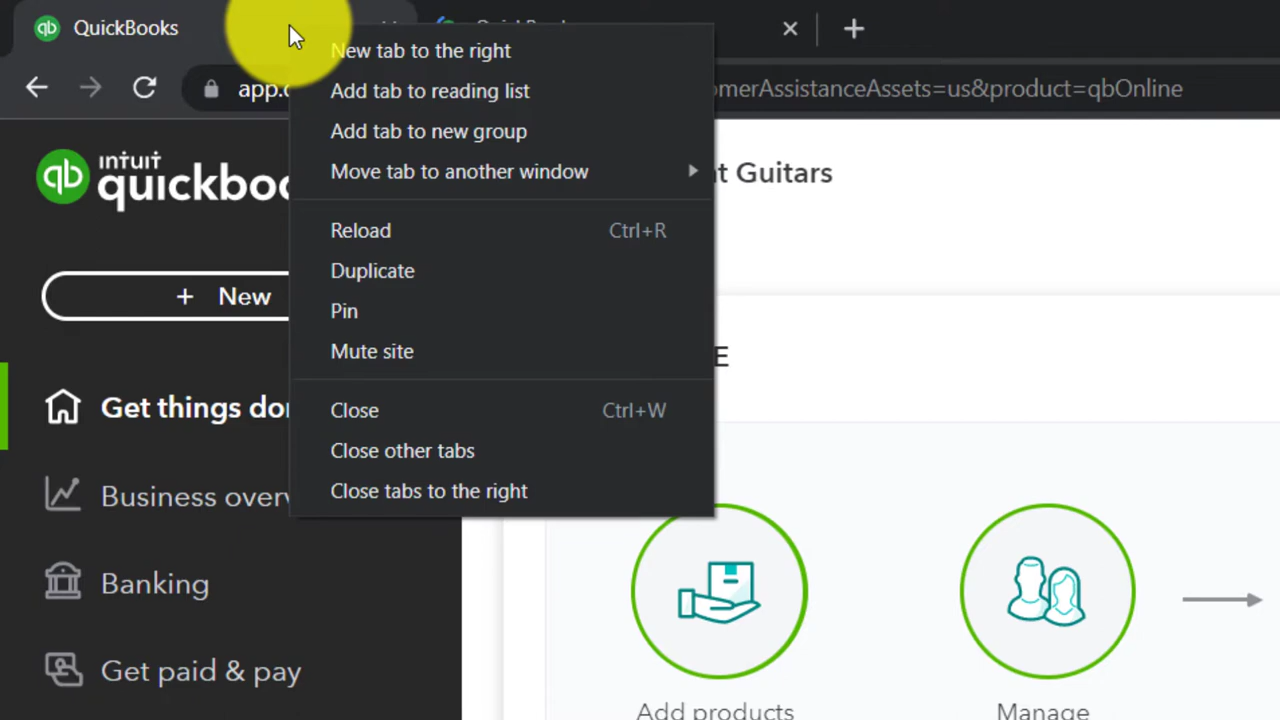 QuickBooks
New tab to the right
Add tab to reading list
Add tab to new group
Move tab to another window
Reload Ctrl+R
Duplicate
Pin
Mute site
Close Ctrl+W
Close other tabs
Close tabs to the right
app.
omerAssistanceAssets=us&product=qbOnline
ıntuıt
quickboo
t Guitars
+ New
E
Get things do
Business over
Banking
Get paid & pay
Add products
Manage